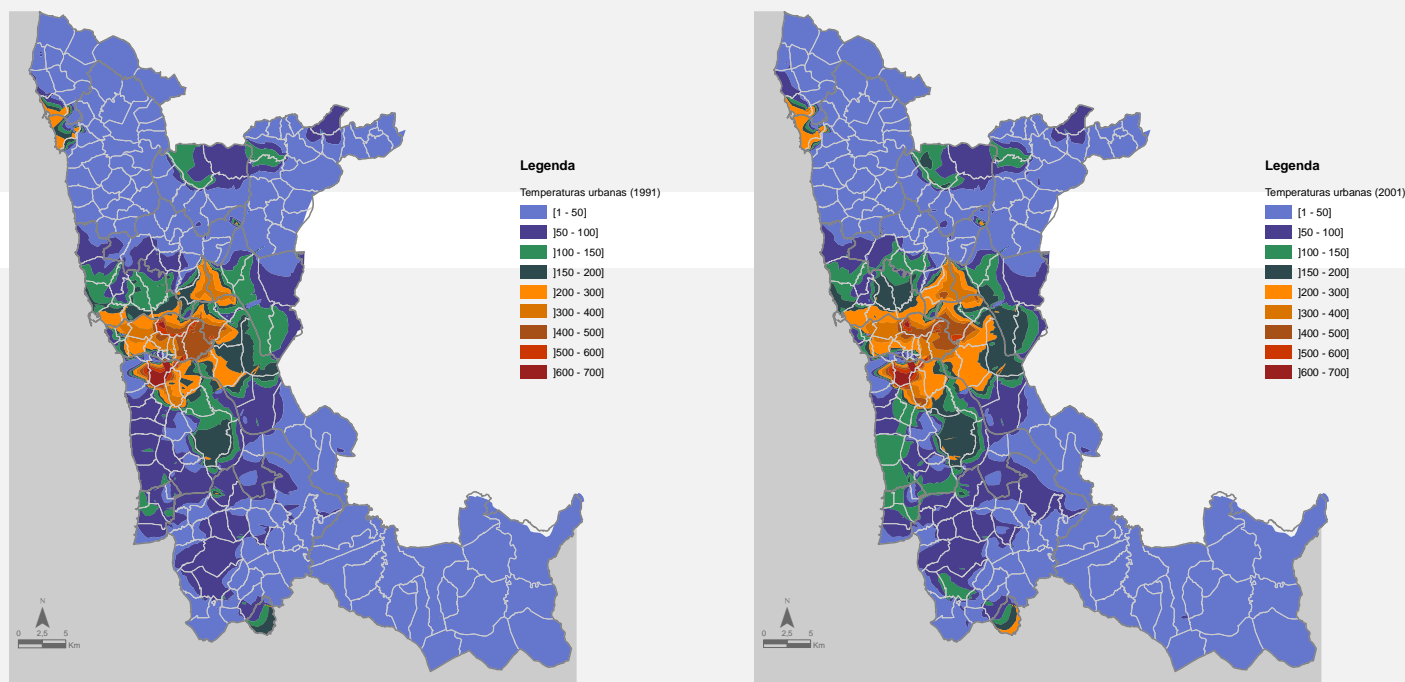 Legenda
Temperaturas urbanas (1991)
[1 - 50]
]50 - 100]
]100 - 150]
]150 - 200]
]200 - 300]
]300 - 400]
]400 - 500]
]500 - 600]
]600 - 700]
N
0 2,5 5
Km
Legenda
Temperaturas urbanas (2001)
[1 - 50]
]50 - 100]
]100 - 150]
]150 - 200]
]200 - 300]
]300 - 400]
]400 - 500]
]500 - 600]
]600 - 700]
N
0 2,5 5
Km